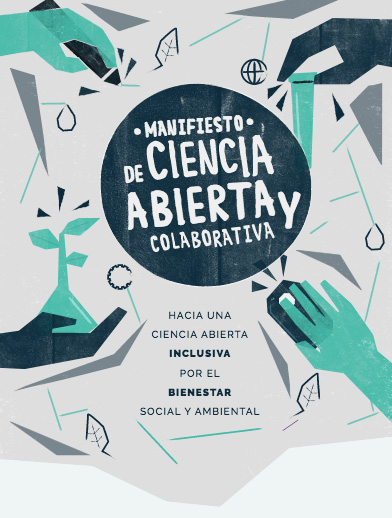 • MANIFIESTO •
DE CIENCIA
ABIERTA Y
COLABORATIVA
HACIA UNA
CIENCIA ABIERTA
INCLUSIVA
POR EL
BIENESTAR
SOCIAL Y AMBIENTAL